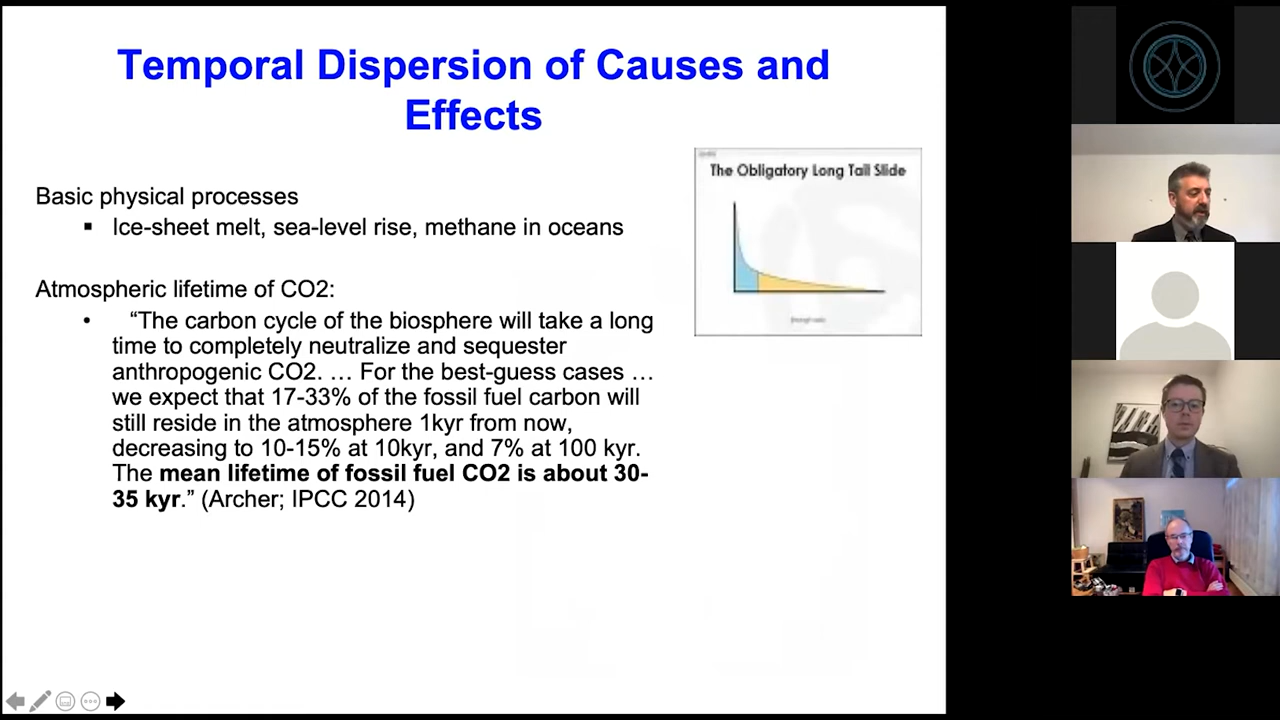 Temporal Dispersion of Causes and
Effects
Basic physical processes
▪ Ice-sheet melt, sea-level rise, methane in oceans
The Obligatory Long Tail Slide
Atmospheric lifetime of CO2:
• “The carbon cycle of the biosphere will take a long
time to completely neutralize and sequester
anthropogenic CO2. … For the best-guess cases …
we expect that 17-33% of the fossil fuel carbon will
still reside in the atmosphere 1kyr from now,
decreasing to 10-15% at 10kyr, and 7% at 100 kyr.
The mean lifetime of fossil fuel CO2 is about 30-
35 kyr.” (Archer; IPCC 2014)